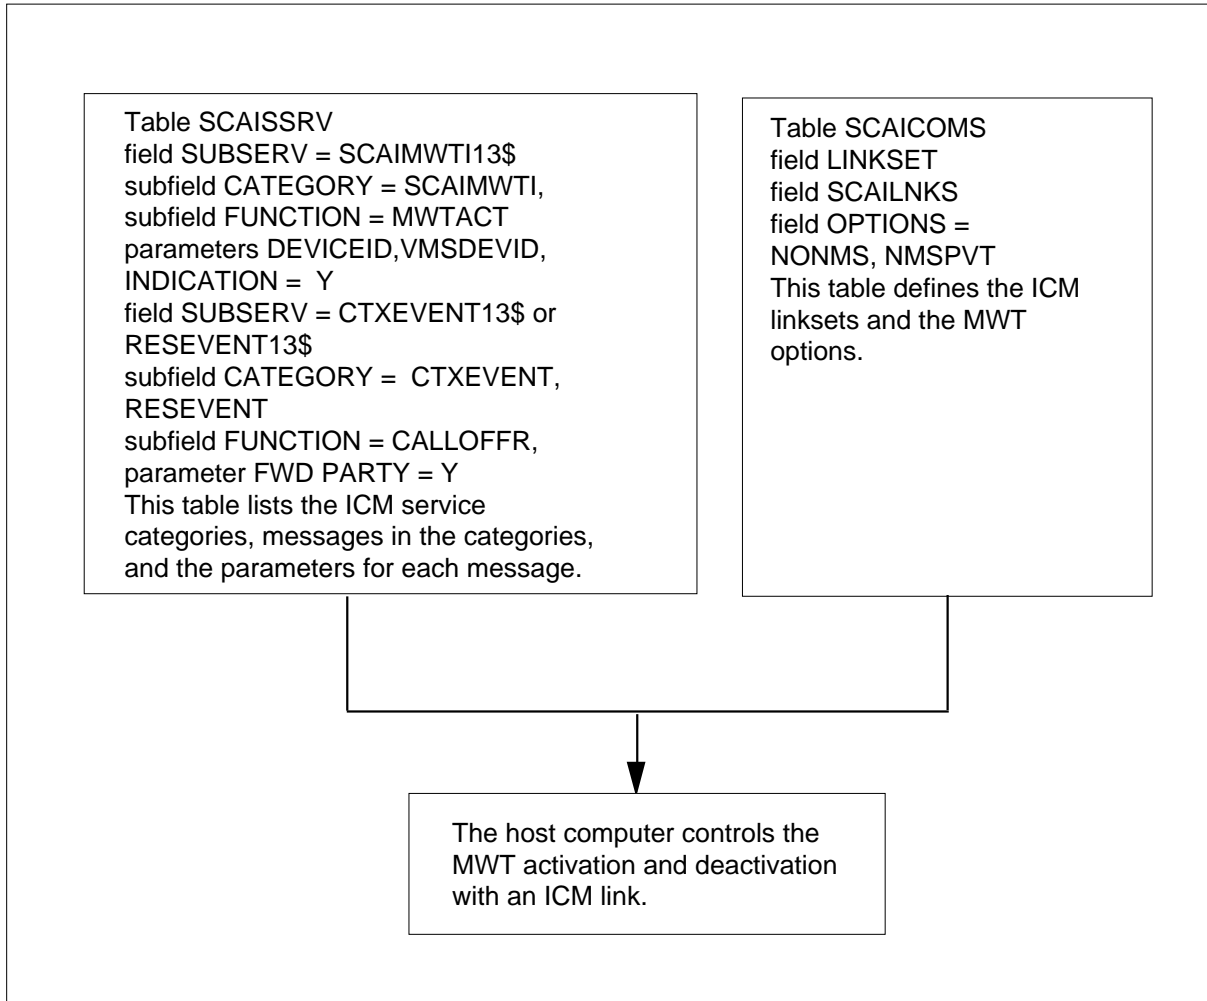 Table SCAISSRV
field SUBSERV = SCAIMWTI13$
subfield CATEGORY = SCAIMWTI,
subfield FUNCTION = MWTACT
parameters DEVICEID,VMSDEVID,
INDICATION =  Y
field SUBSERV = CTXEVENT13$ or
RESEVENT13$
subfield CATEGORY =  CTXEVENT,
RESEVENT
subfield FUNCTION = CALLOFFR,
parameter FWD PARTY = Y
This table lists the ICM service
categories, messages in the categories,
and the parameters for each message.
Table SCAICOMS
field LINKSET
field SCAILNKS
field OPTIONS =
NONMS, NMSPVT
This table defines the ICM
linksets and the MWT
options.
The host computer controls the
MWT activation and deactivation
with an ICM link.